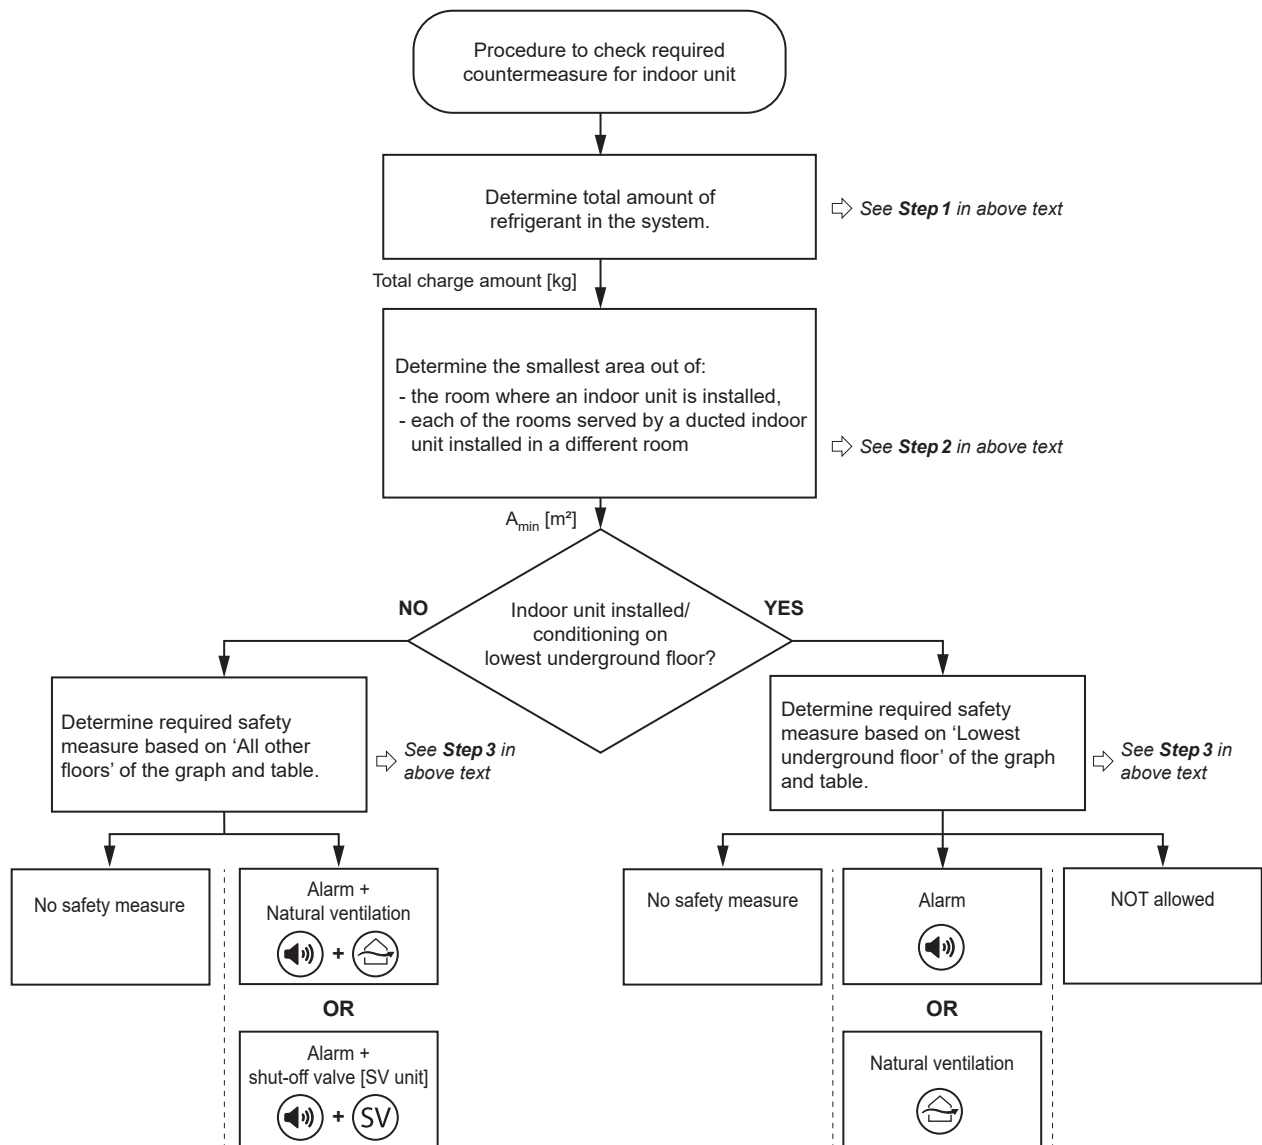 Procedure to check required
countermeasure for indoor unit
Determine total amount of
refrigerant in the system.
See Step 1 in above text
Total charge amount [kg]
Determine the smallest area out of:
- the room where an indoor unit is installed,
- each of the rooms served by a ducted indoor
unit installed in a different room
See Step 2 in above text
Amin [m²]
NO
Indoor unit installed/
conditioning on
lowest underground floor?
YES
Determine required safety
measure based on ‘All other
floors’ of the graph and table.
See Step 3 in
above text
Determine required safety
measure based on ‘Lowest
underground floor’ of the graph
and table.
See Step 3 in
above text
No safety measure
Alarm +
Natural ventilation
+
OR
Alarm +
shut-off valve [SV unit]
+ SV
No safety measure
Alarm
OR
Natural ventilation
NOT allowed